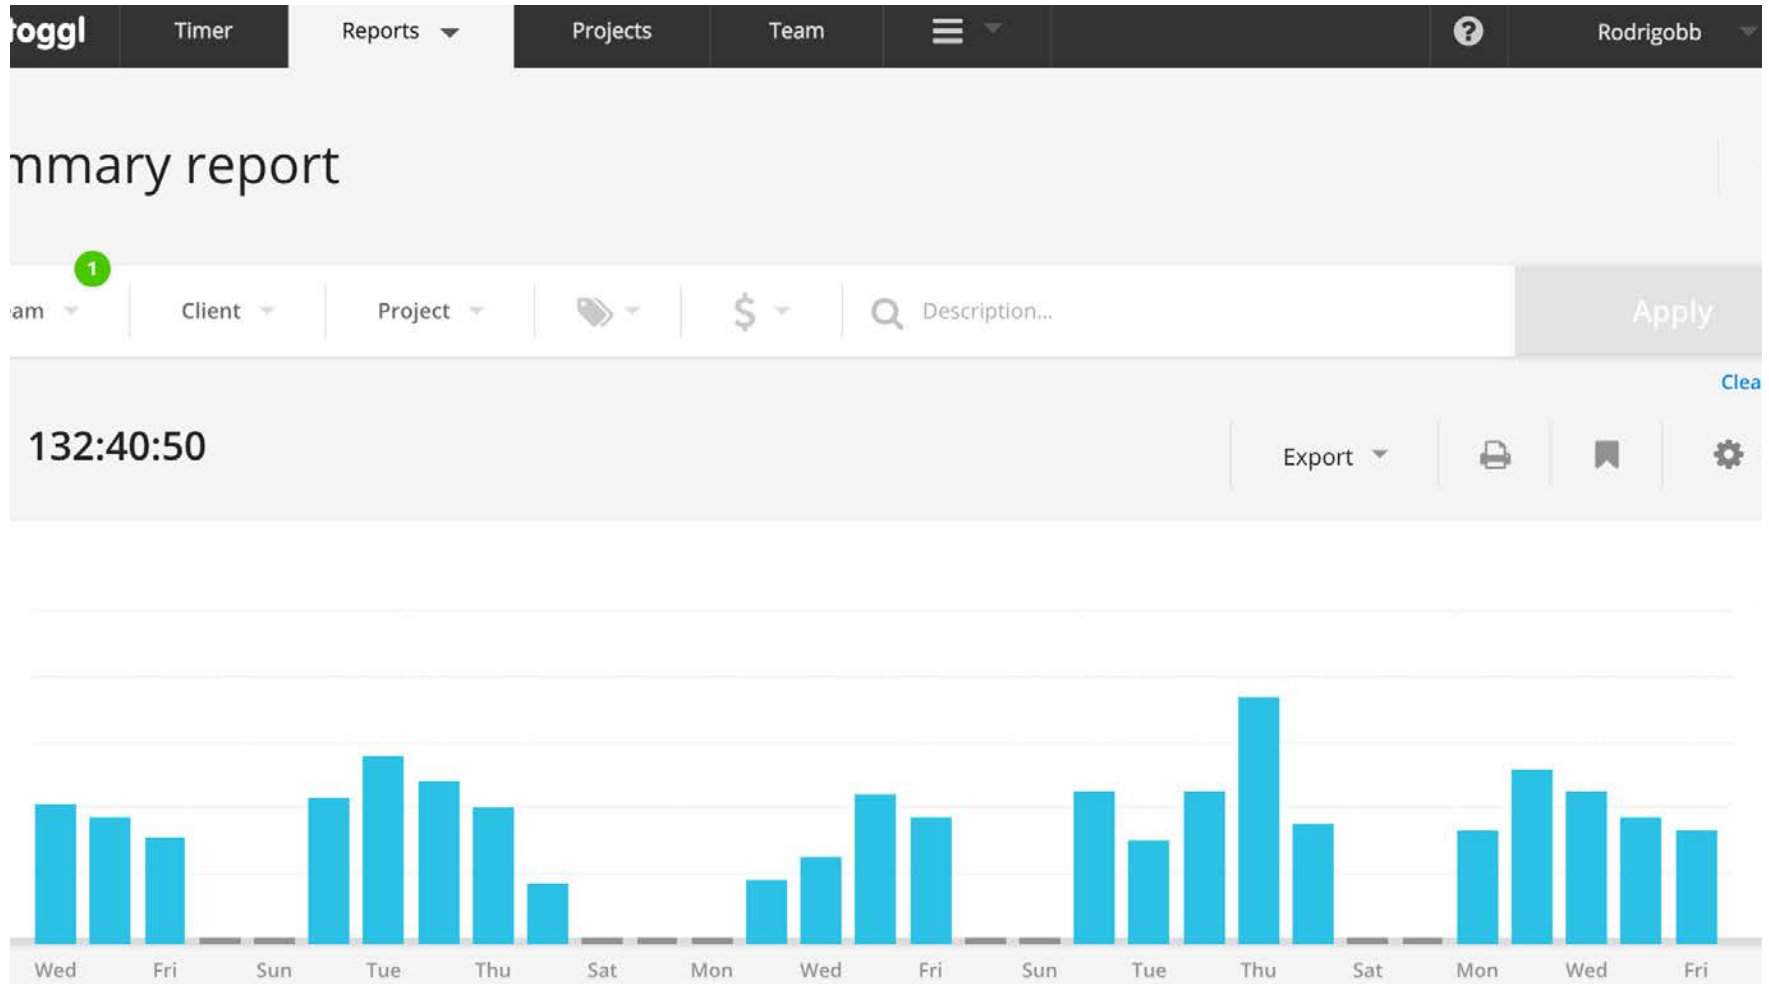 toggl Timer Reports Projects Team ? Rodrigobb
mmary report
1
am Client Project $ Description... Apply
Clea
132:40:50 Export
Wed Fri Sun Tue Thu Sat Mon Wed Fri Sun Tue Thu Sat Mon Wed Fri